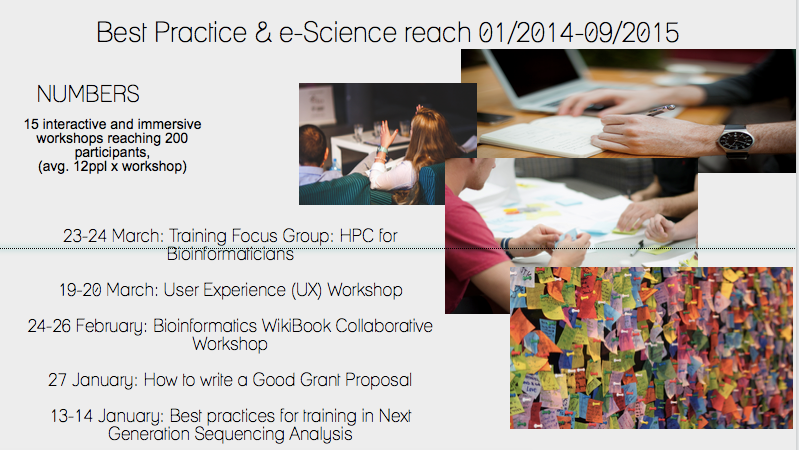 Best Practice & e-Science reach 01/2014-09/2015
NUMBERS
15 interactive and immersive
workshops reaching 200
participants,
(avg. 12ppl x workshop)
23-24 March: Training Focus Group: HPC for
Bioinformaticians
19-20 March: User Experience (UX) Workshop
24-26 February: Bioinformatics WikiBook Collaborative
Workshop
27 January: How to write a Good Grant Proposal
13-14 January: Best practices for training in Next
Generation Sequencing Analysis